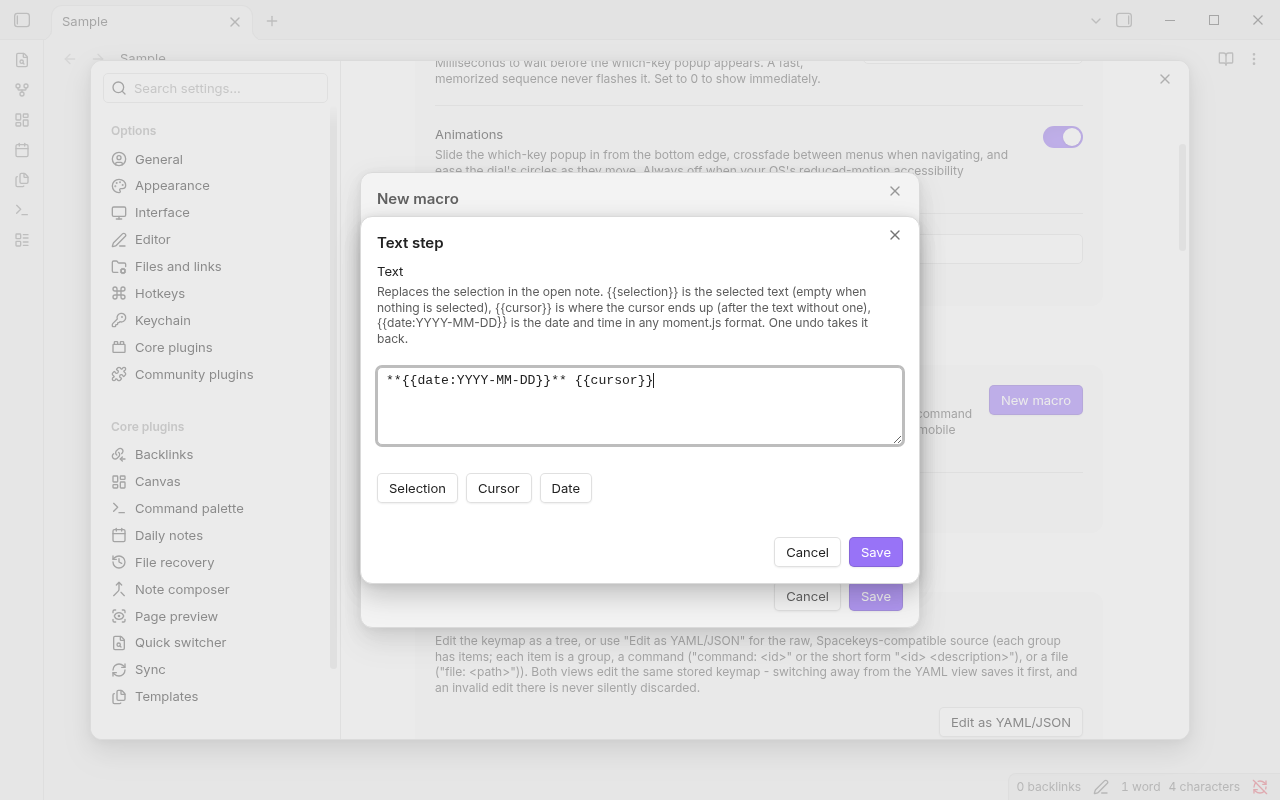 Sample
Sample
Search settings...
Options
General
Appearance
Interface
Editor
Files and links
Hotkeys
Keychain
Core plugins
Community plugins
Core plugins
Backlinks
Canvas
Command palette
Daily notes
File recovery
Note composer
Page preview
Quick switcher
Sync
Templates
Milliseconds to wait before the which-key popup appears. A fast,
memorized sequence never flashes it. Set to 0 to show immediately.
Animations
Slide the which-key popup in from the bottom edge, crossfade between menus when navigating, and
ease the dial's circles as they move. Always off when your OS's reduced-motion accessibility
New macro
Text step
Text
Replaces the selection in the open note. {{selection}} is the selected text (empty when
nothing is selected), {{cursor}} is where the cursor ends up (after the text without one),
{{date:YYYY-MM-DD}} is the date and time in any moment.js format. One undo takes it
back.
**{{date:YYYY-MM-DD}}** {{cursor}}
Selection Cursor Date
Cancel Save
Cancel Save
New macro
command
mobile
Edit the keymap as a tree, or use "Edit as YAML/JSON" for the raw, Spacekeys-compatible source (each group
has items; each item is a group, a command ("command: <id>" or the short form "<id> <description>"), or a file
("file: <path>")). Both views edit the same stored keymap - switching away from the YAML view saves it first, and
an invalid edit there is never silently discarded.
Edit as YAML/JSON
0 backlinks 1 word 4 characters